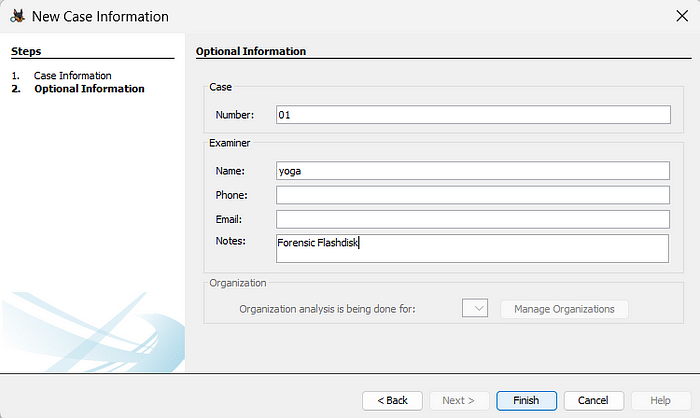 New Case Information
Steps
1. Case Information
2. Optional Information
Optional Information
Case
Number: 01
Examiner
Name: yoga
Phone:
Email:
Notes: Forensic Flashdisk
Organization
Organization analysis is being done for: Manage Organizations
< Back Next > Finish Cancel Help